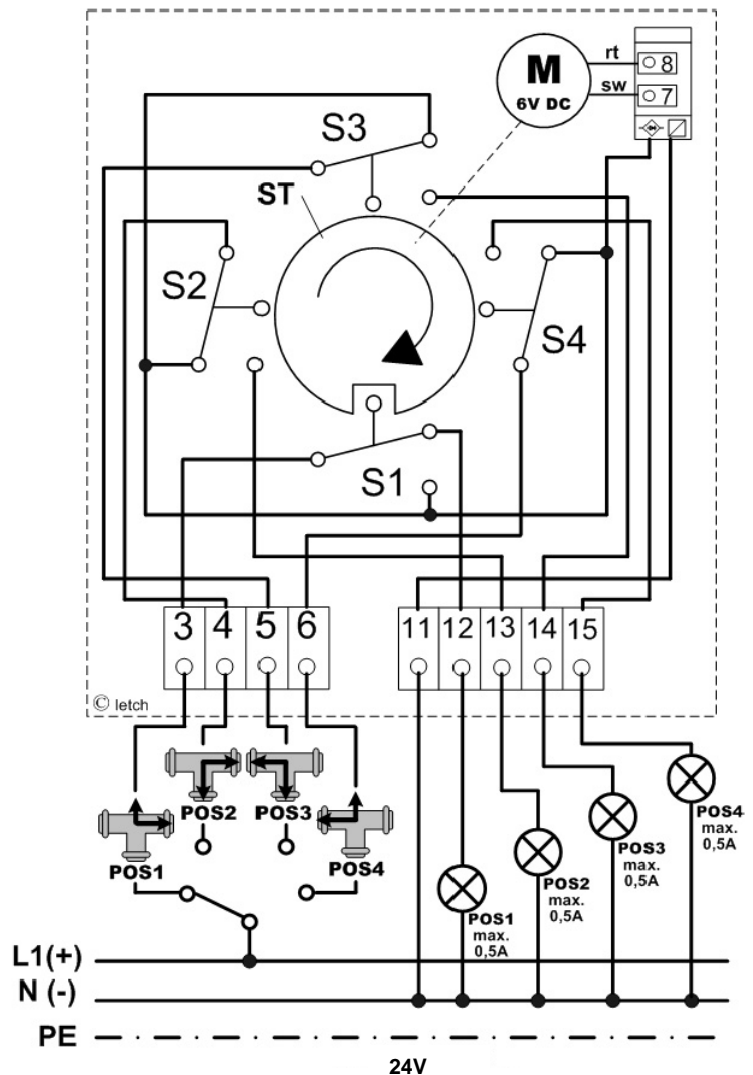 M
6V DC
rt
8
sw
7
S3
ST
S2
S4
S1
3 4 5 6
11 12 13 14 15
© letch
POS1
POS2
POS3
POS4
POS1
max.
0,5A
POS2
max.
0,5A
POS3
max.
0,5A
POS4
max.
0,5A
L1(+)
N (-)
PE
24V